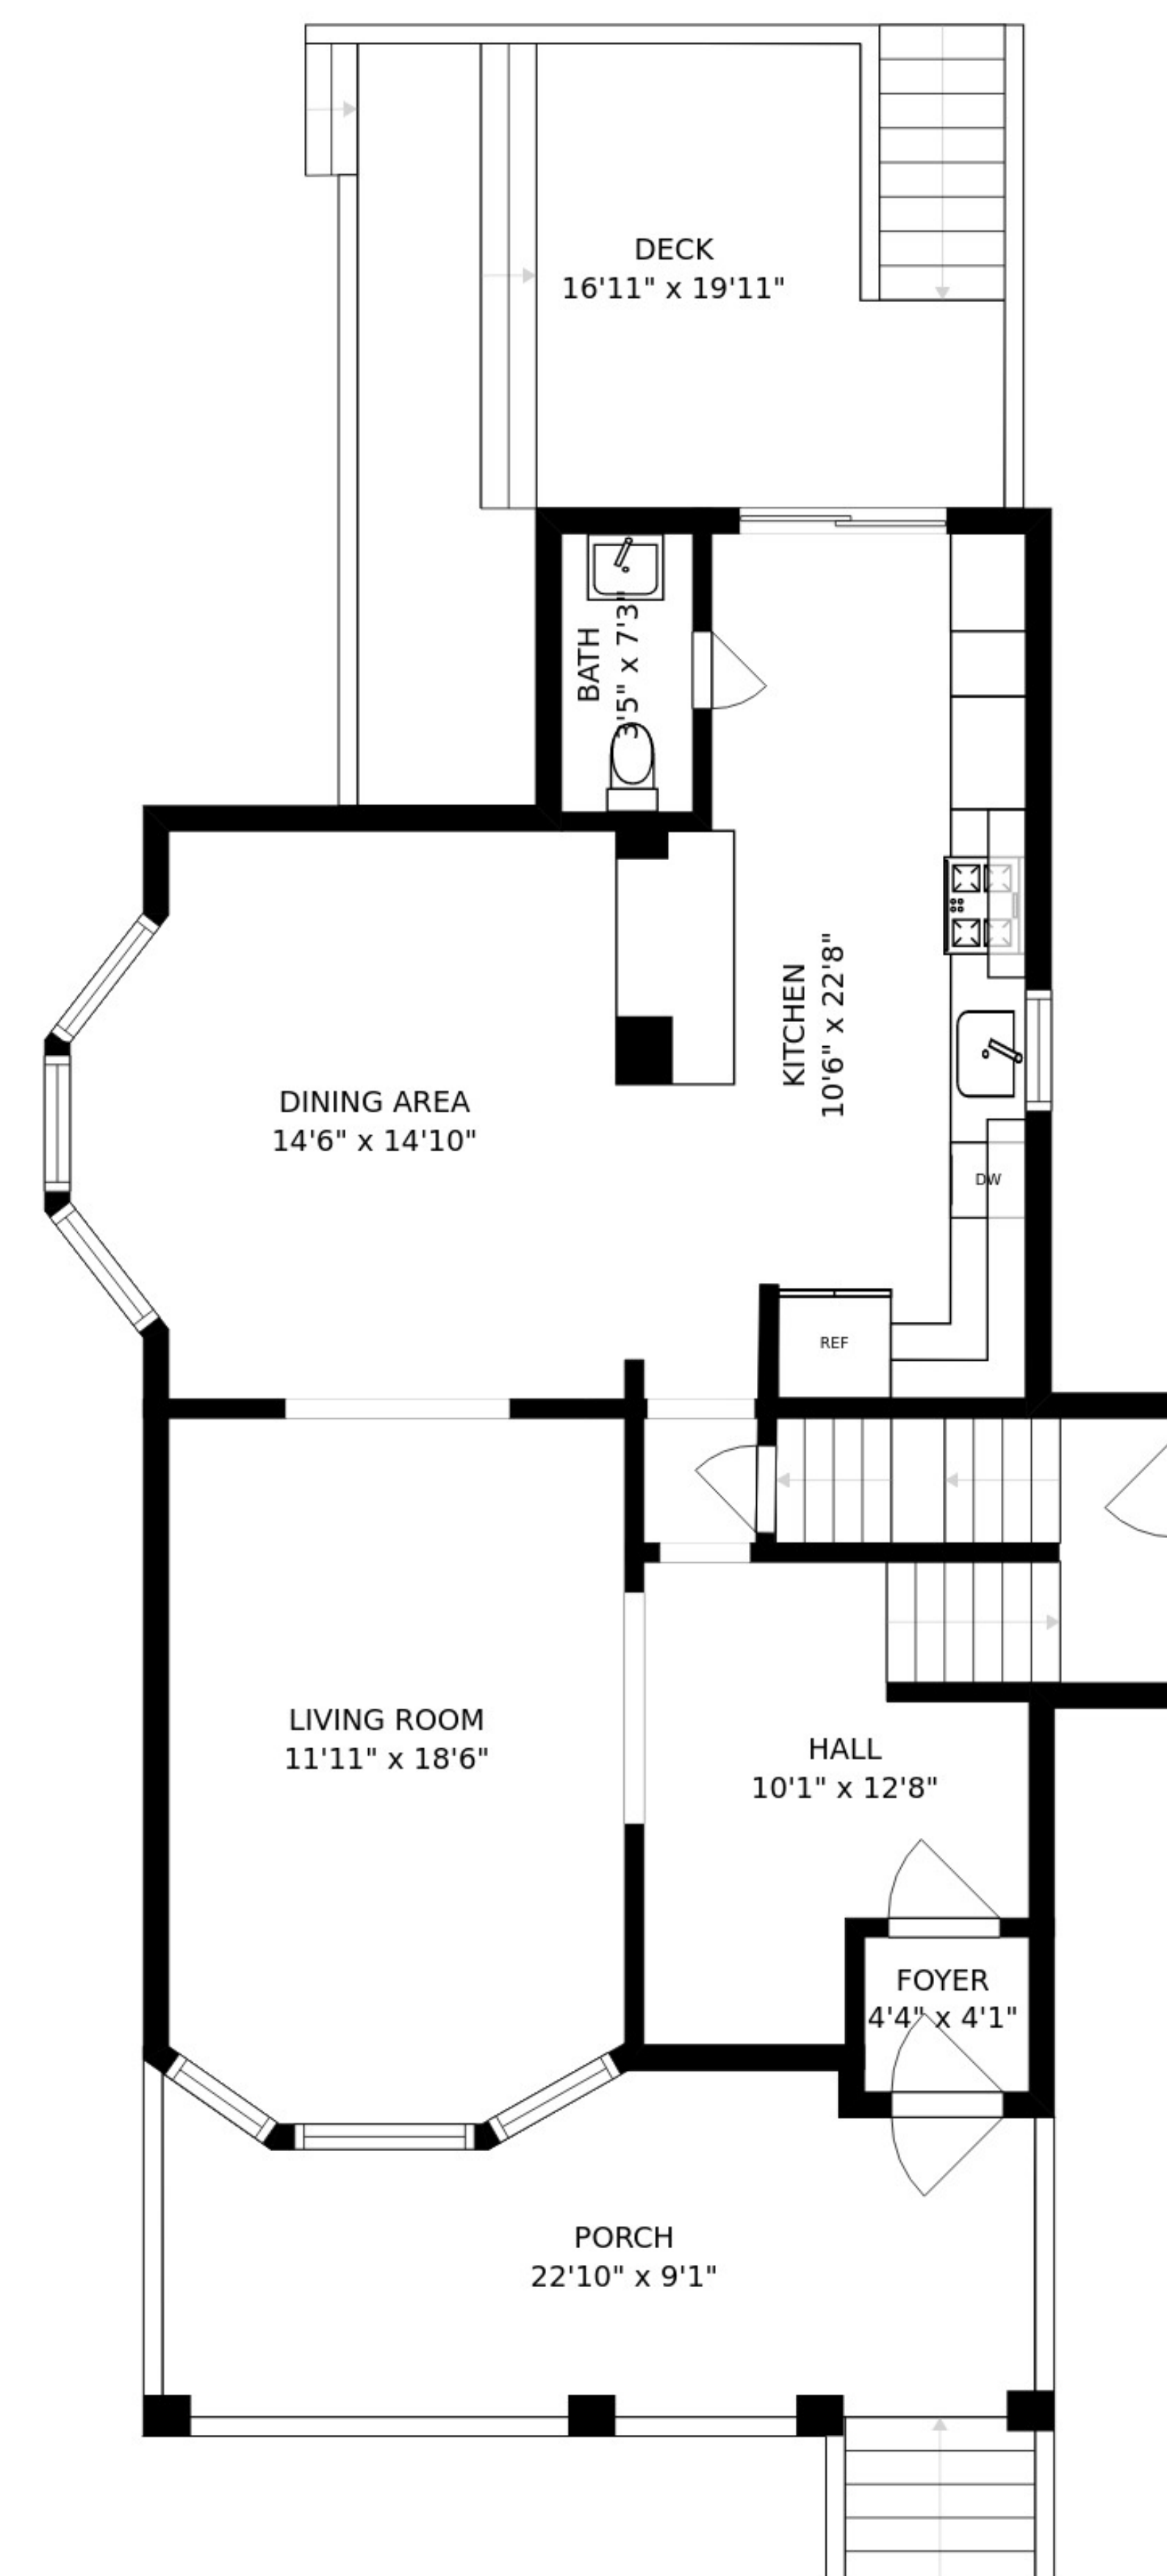 DECK
16'11" x 19'11"
BATH
3'5" x 7'3"
KITCHEN
10'6" x 22'8"
DINING AREA
14'6" x 14'10"
DW
REF
LIVING ROOM
11'11" x 18'6"
HALL
10'1" x 12'8"
FOYER
4'4" x 4'1"
PORCH
22'10" x 9'1"